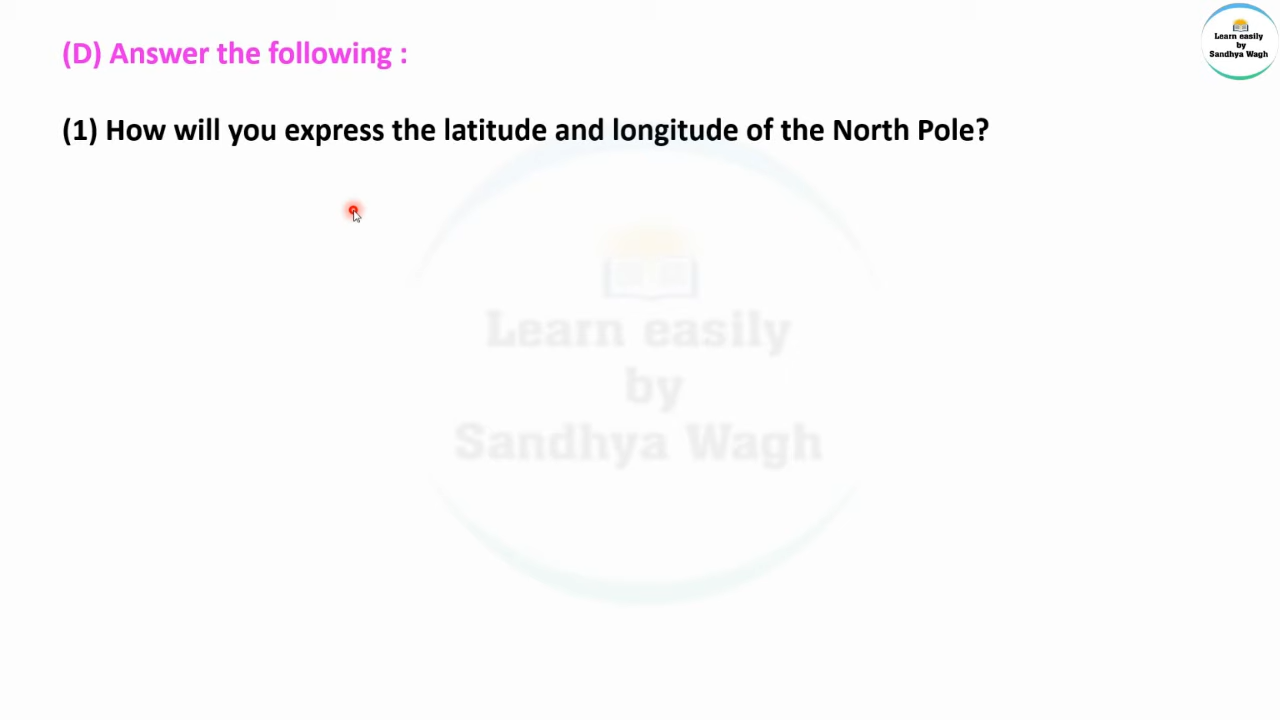 (D) Answer the following :
(1) How will you express the latitude and longitude of the North Pole?
Learn easily
by
Sandhya Wagh
Learn easily
by
Sandhya Wagh